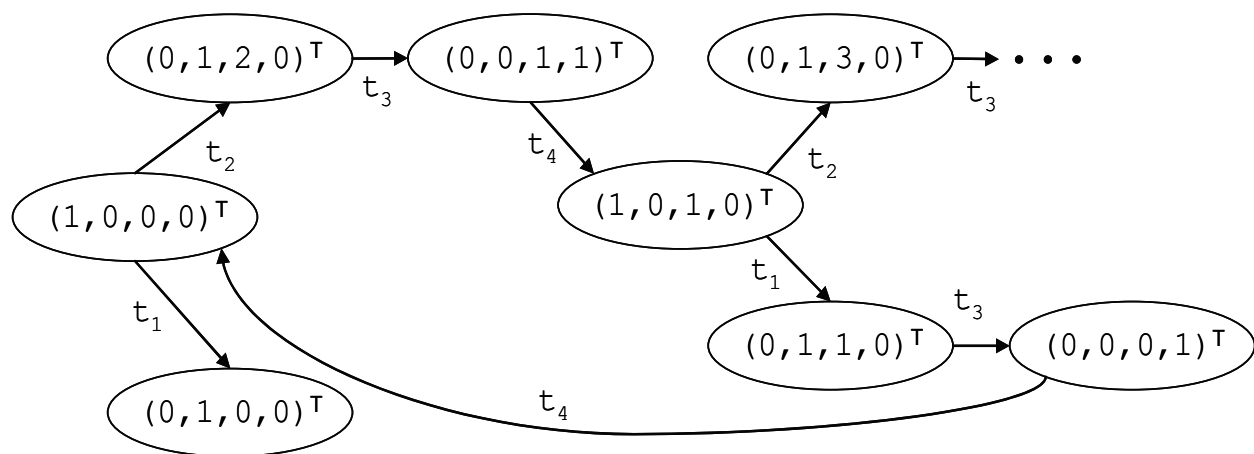 (0,1,2,0)ᵀ t₃ (0,0,1,1)ᵀ (0,1,3,0)ᵀ t₃ • • •
t₂ t₄ t₂
(1,0,0,0)ᵀ (1,0,1,0)ᵀ
t₁ t₁
(0,1,1,0)ᵀ t₃ (0,0,0,1)ᵀ
(0,1,0,0)ᵀ t₄